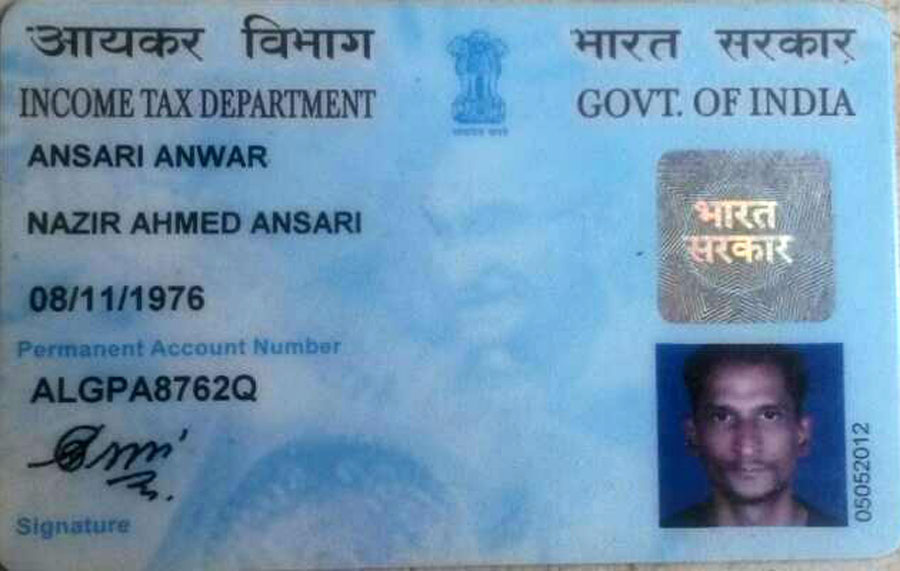 आयकर विभाग
भारत सरकार
INCOME TAX DEPARTMENT
GOVT. OF INDIA
ANSARI ANWAR
NAZIR AHMED ANSARI
08/11/1976
Permanent Account Number
ALGPA8762Q
Signature
भारत
सरकार
05052012